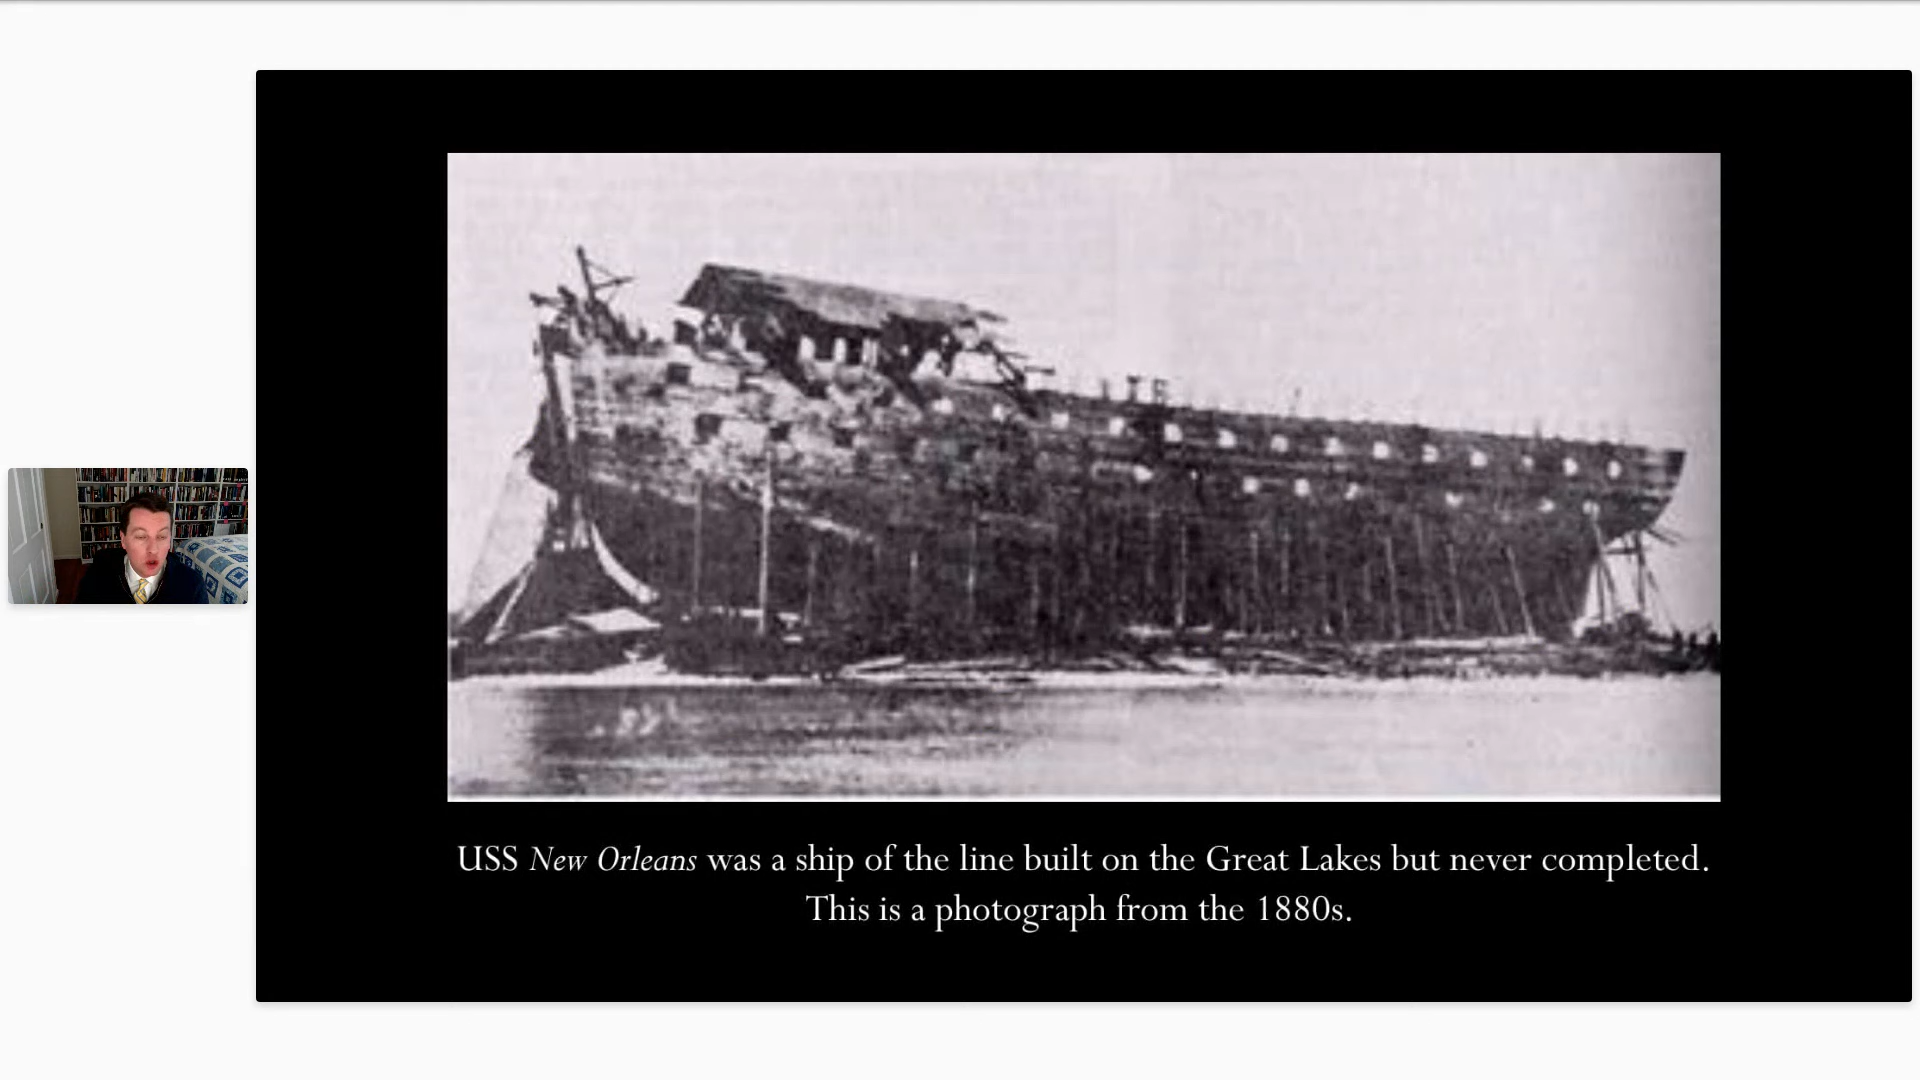 USS New Orleans was a ship of the line built on the Great Lakes but never completed.
This is a photograph from the 1880s.